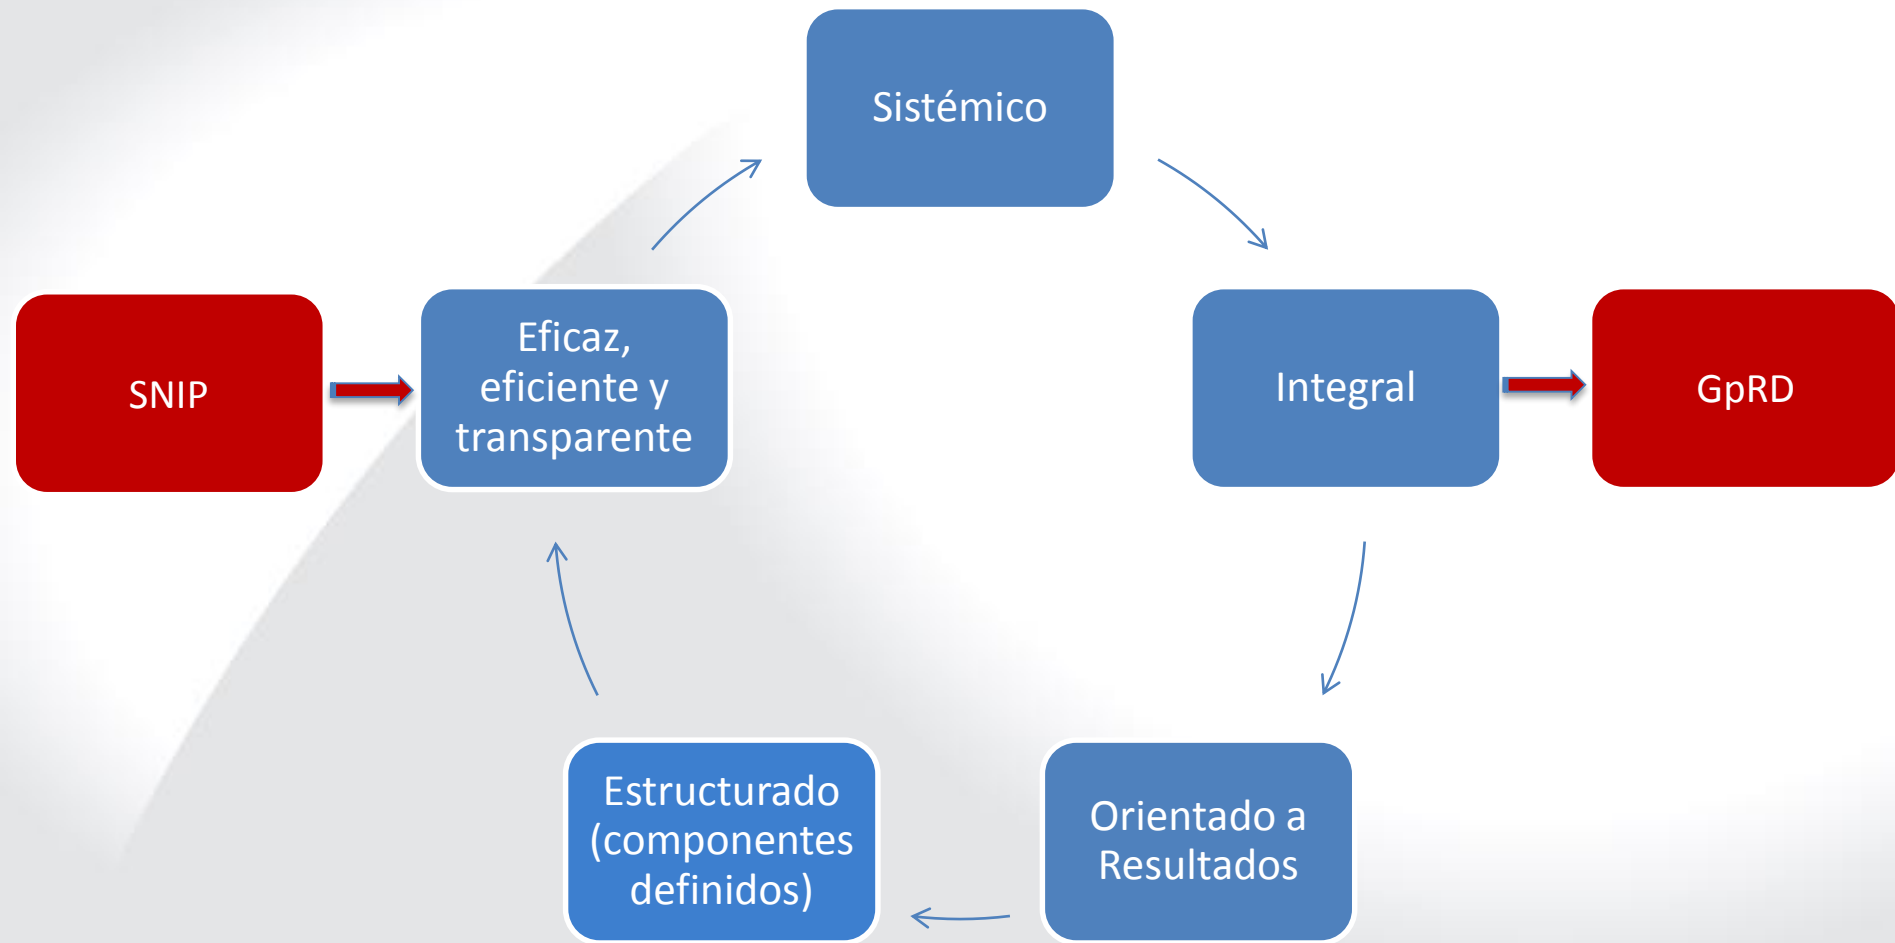 Sistémico
SNIP
Eficaz,
eficiente y
transparente
Integral
GpRD
Estructurado
(componentes
definidos)
Orientado a
Resultados